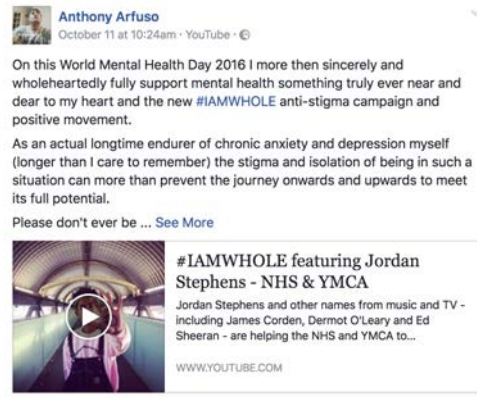 Anthony Arfuso
October 11 at 10:24am · YouTube ·
On this World Mental Health Day 2016 I more then sincerely and
wholeheartedly fully support mental health something truly ever near and
dear to my heart and the new #IAMWHOLE anti-stigma campaign and
positive movement.
As an actual longtime endurer of chronic anxiety and depression myself
(longer than I care to remember) the stigma and isolation of being in such a
situation can more than prevent the journey onwards and upwards to meet
its full potential.
Please don't ever be ... See More
#IAMWHOLE featuring Jordan
Stephens - NHS & YMCA
Jordan Stephens and other names from music and TV -
including James Corden, Dermot O'Leary and Ed
Sheeran - are helping the NHS and YMCA to...
WWW.YOUTUBE.COM